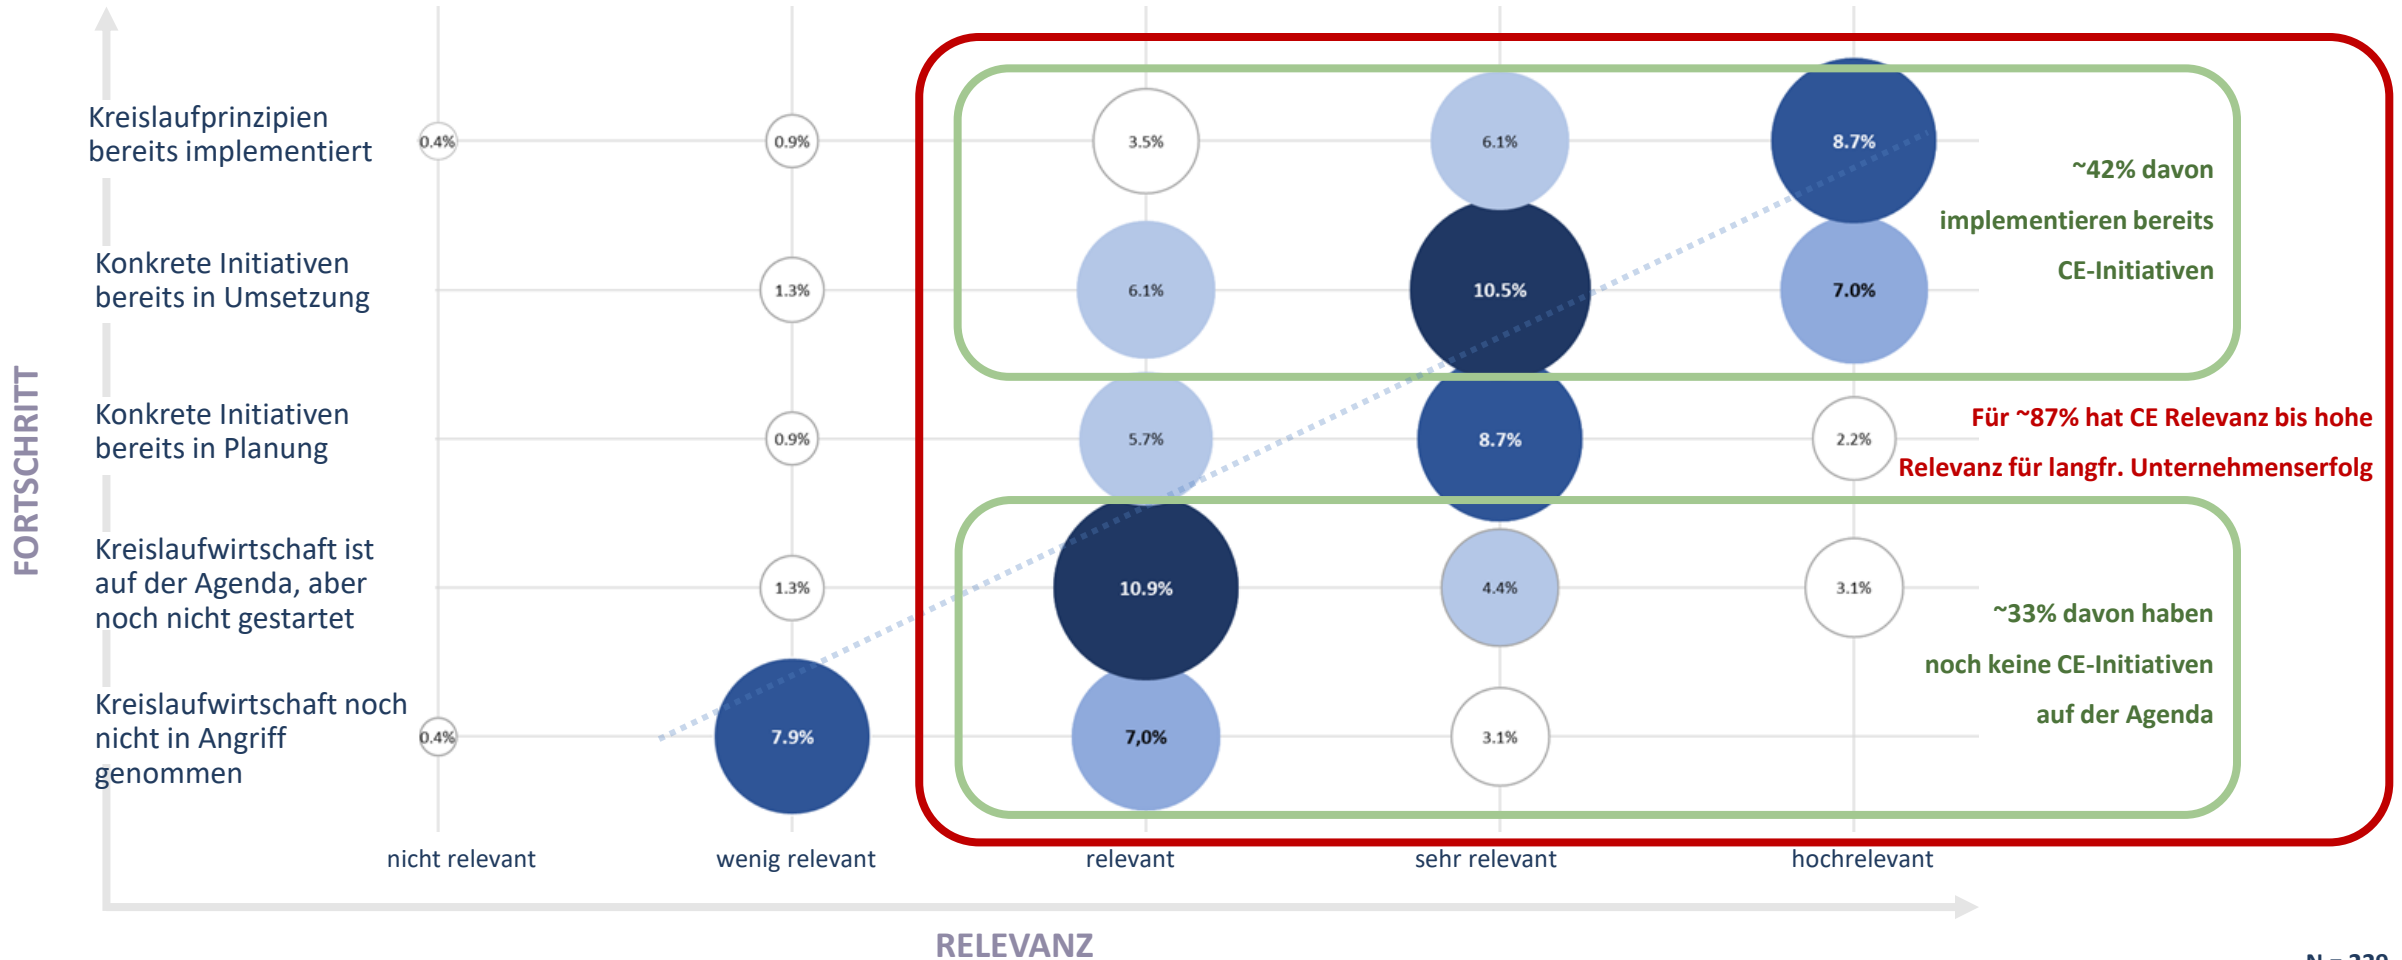 Kreislaufprinzipien
bereits implementiert
0.4%
0.9%
3.5%
6.1%
8.7%
~42% davon
implementieren bereits
CE-Initiativen
Konkrete Initiativen
bereits in Umsetzung
1.3%
6.1%
10.5%
7.0%
FORTSCHRITT
Konkrete Initiativen
bereits in Planung
0.9%
5.7%
8.7%
2.2%
Für ~87% hat CE Relevanz bis hohe
Relevanz für langfr. Unternehmenserfolg
Kreislaufwirtschaft ist
auf der Agenda, aber
noch nicht gestartet
1.3%
10.9%
4.4%
3.1%
~33% davon haben
noch keine CE-Initiativen
auf der Agenda
Kreislaufwirtschaft noch
nicht in Angriff
genommen
0.4%
7.9%
7,0%
3.1%
nicht relevant
wenig relevant
relevant
sehr relevant
hochrelevant
RELEVANZ